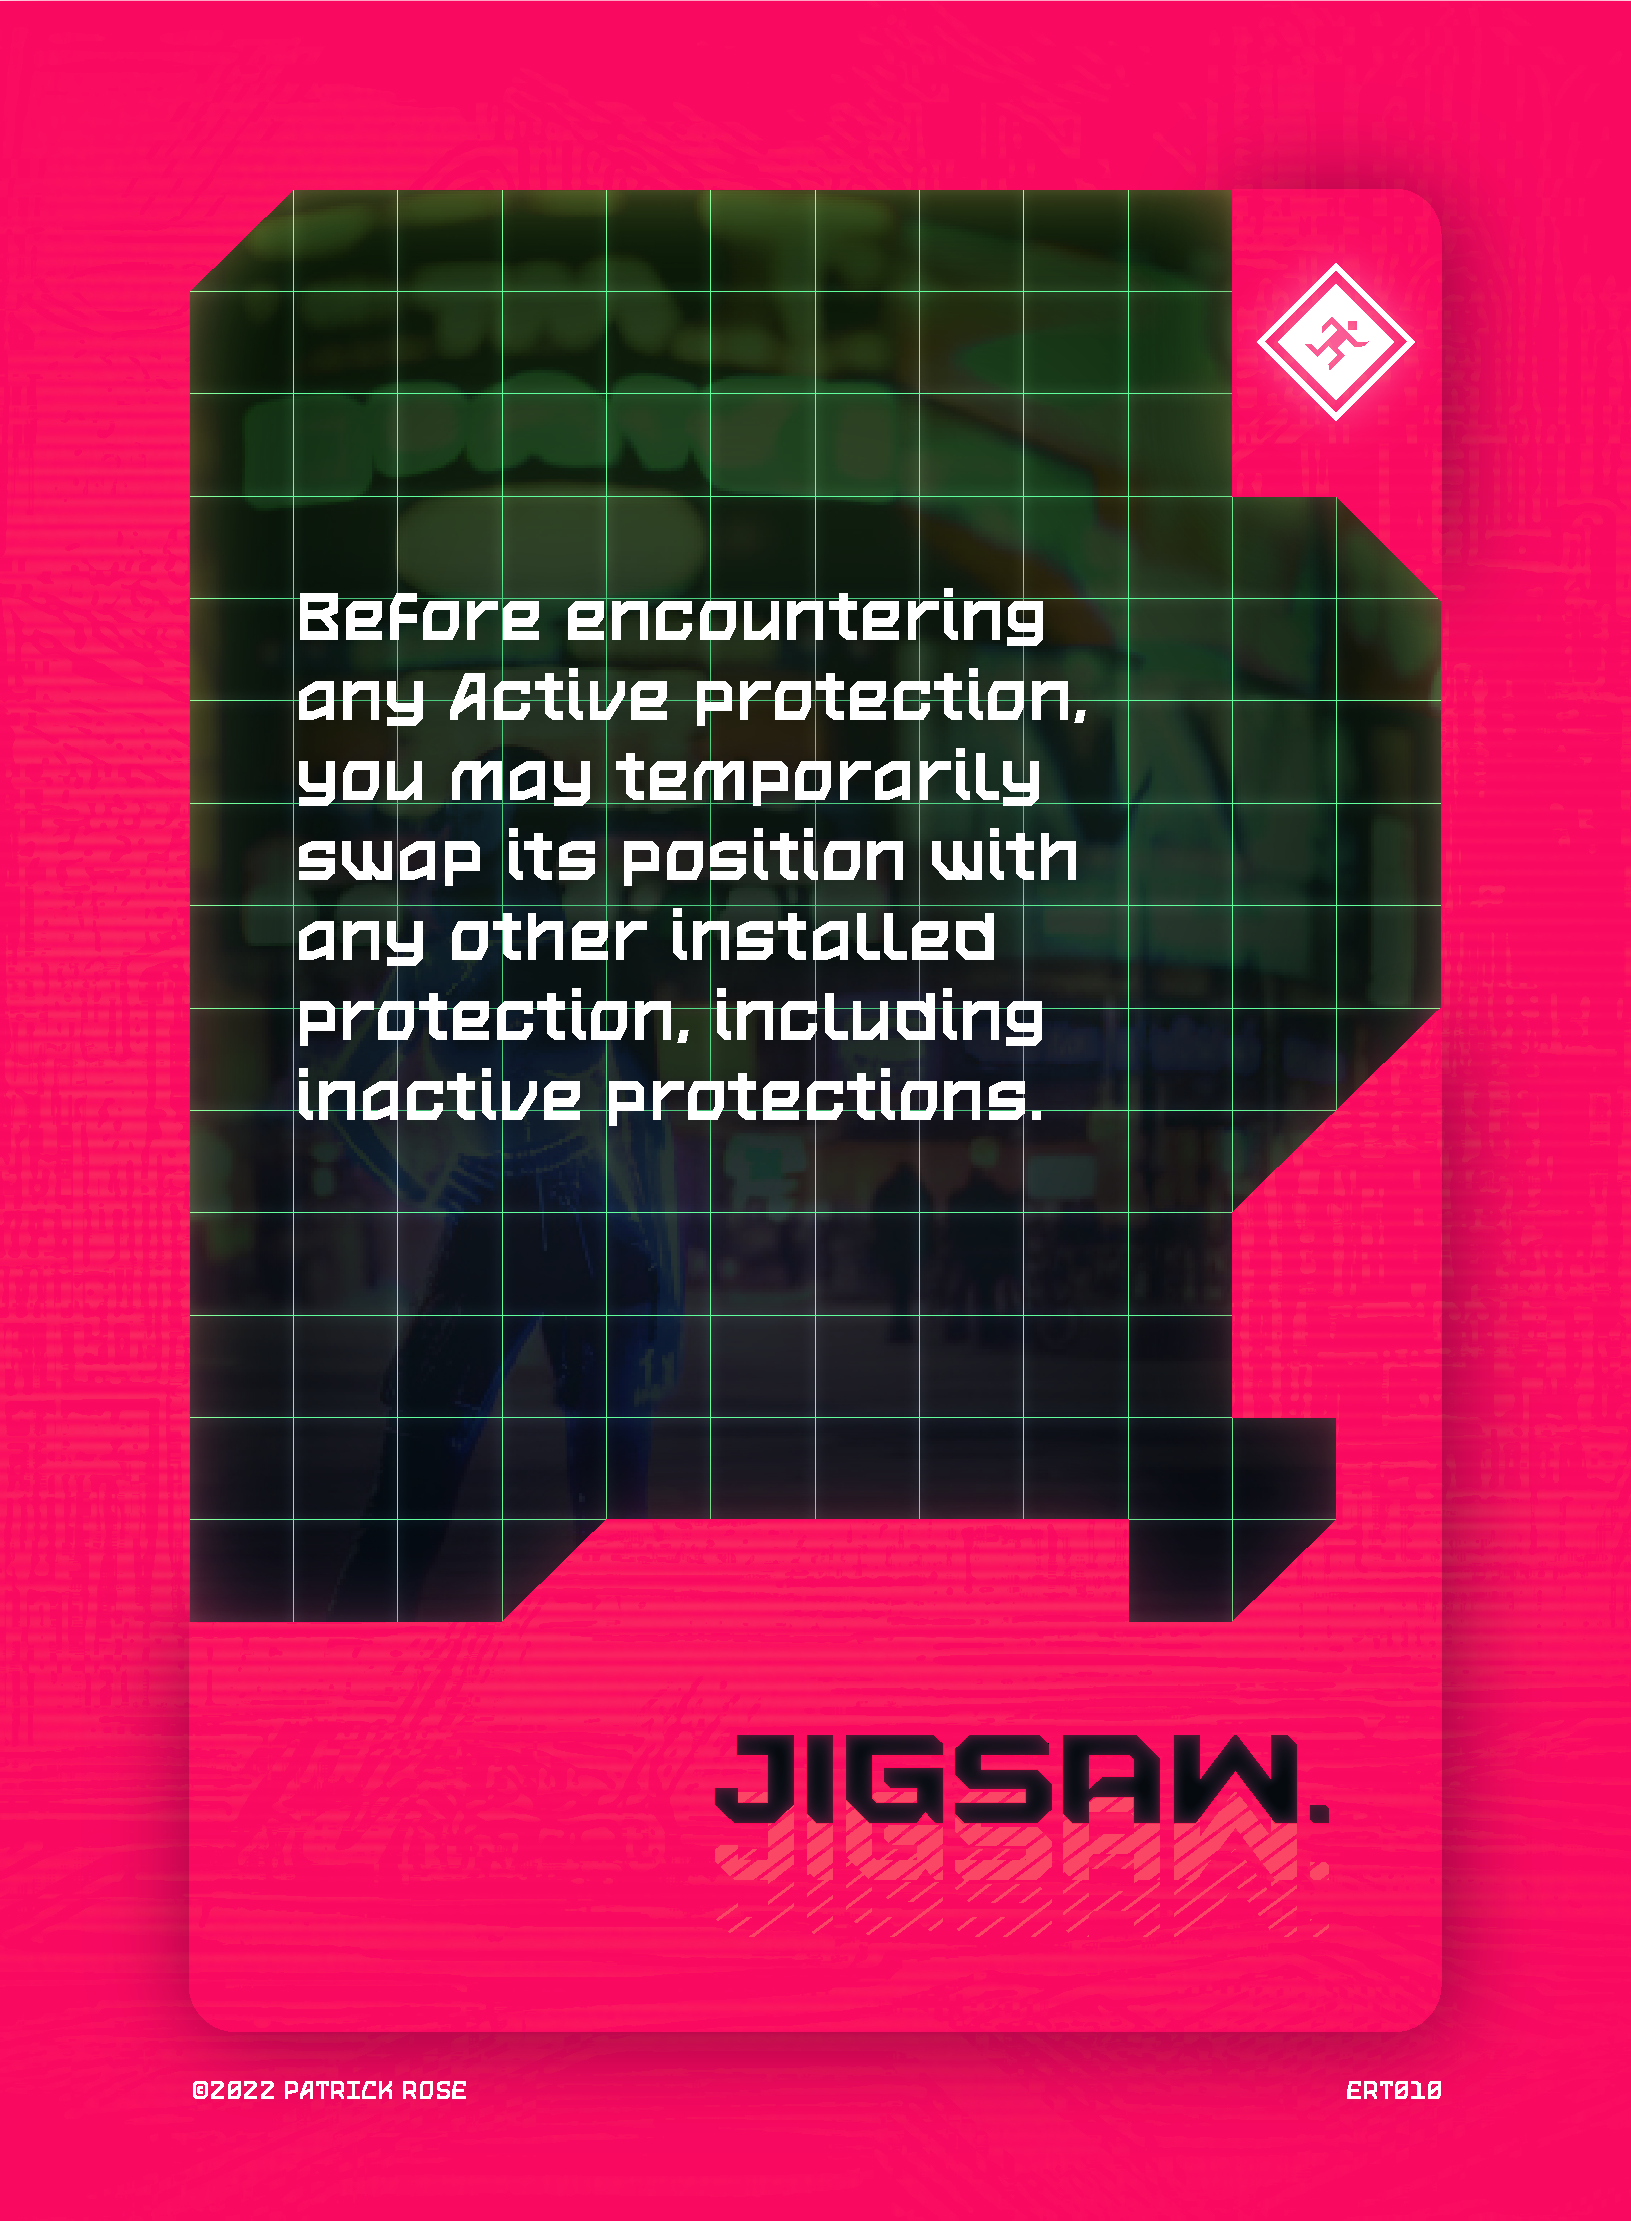 Before encountering
any Active protection,
you may temporarily
swap its position with
any other installed
protection, including
inactive protections.
JIGSAW.
©2022 PATRICK ROSE
ERT010